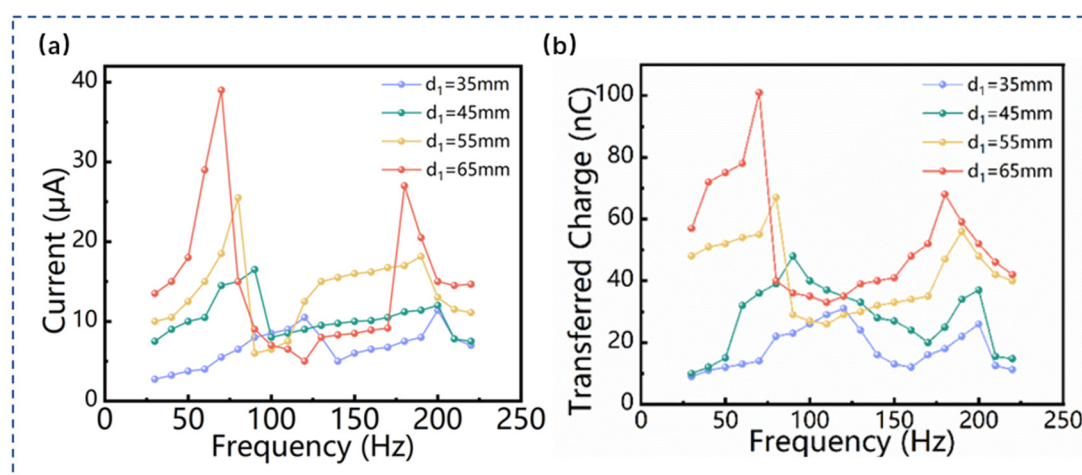 (a)
(b)
40
30
20
10
0
Current (μA)
d₁=35mm
d₁=45mm
d₁=55mm
d₁=65mm
0 50 100 150 200 250
Frequency (Hz)
100
80
60
40
20
0
Transferred Charge (nC)
d₁=35mm
d₁=45mm
d₁=55mm
d₁=65mm
0 50 100 150 200 250
Frequency (Hz)